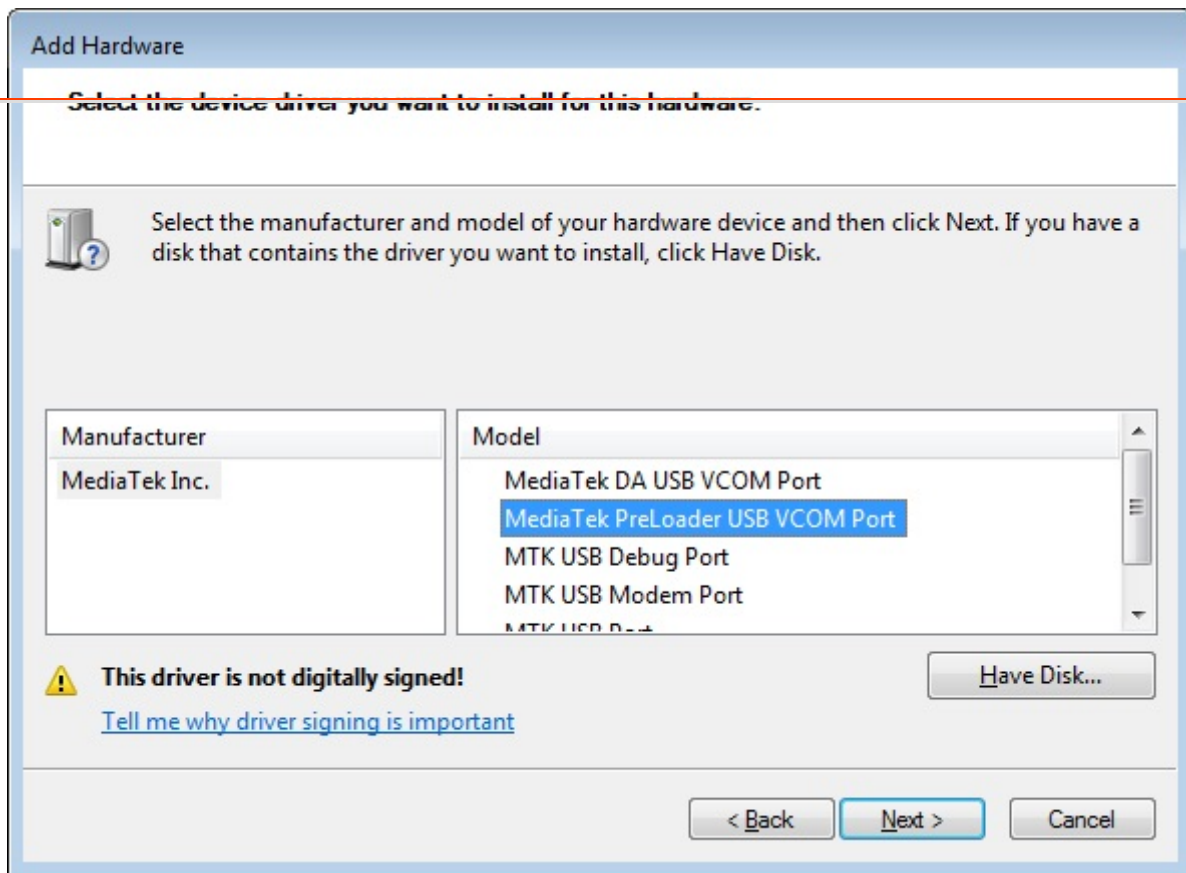 Add Hardware
Select the device driver you want to install for this hardware.
Select the manufacturer and model of your hardware device and then click Next. If you have a
disk that contains the driver you want to install, click Have Disk.
Manufacturer
MediaTek Inc.
Model
MediaTek DA USB VCOM Port
MediaTek PreLoader USB VCOM Port
MTK USB Debug Port
MTK USB Modem Port
MTK USB Port
This driver is not digitally signed!
Tell me why driver signing is important
Have Disk...
< Back
Next >
Cancel